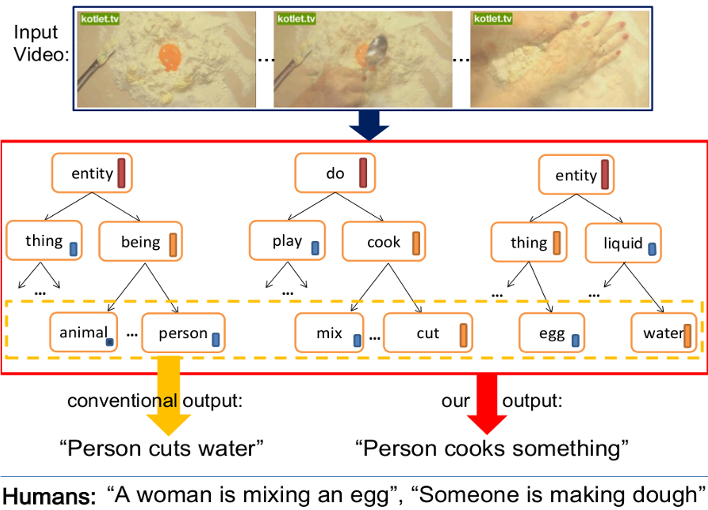 Input
Video:
kotlet.tv
...
kotlet.tv
...
kotlet.tv
entity
do
entity
thing
being
play
cook
thing
liquid
...
...
...
...
animal
...
person
mix
...
cut
egg
water
conventional output:
our output:
“Person cuts water”
“Person cooks something”
Humans: “A woman is mixing an egg”, “Someone is making dough”